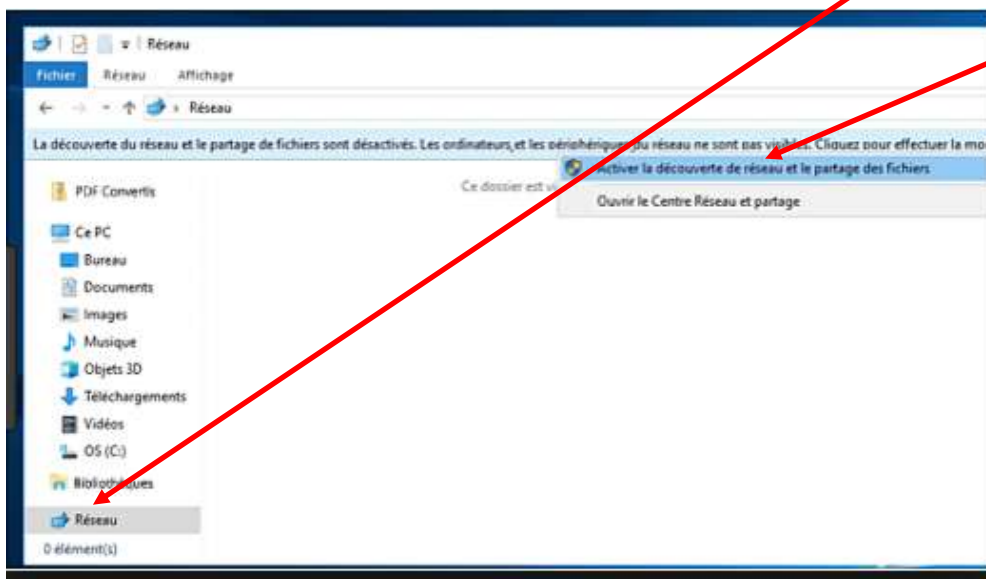 Réseau
Fichier Réseau Affichage
Réseau
La découverte du réseau et le partage de fichiers sont désactivés. Les ordinateurs et les périphériques du réseau ne sont pas visibles. Cliquez pour effectuer la mo
Activer la découverte de réseau et le partage des fichiers
PDF Convertis
Ce dossier est
Ouvrir le Centre Réseau et partage
Ce PC
Bureau
Documents
Images
Musique
Objets 3D
Téléchargements
Vidéos
OS (C:)
Bibliothèques
Réseau
0 élément(s)